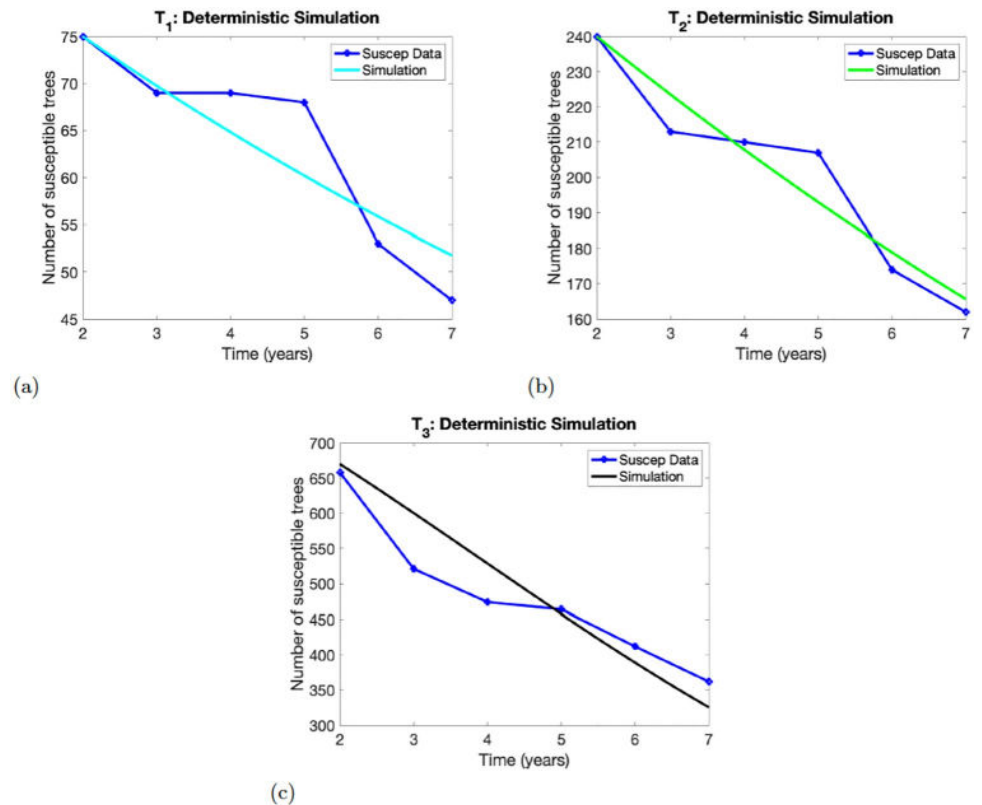 T1: Deterministic Simulation
75
70
65
60
55
50
45
Number of susceptible trees
Suscep Data
Simulation
2 3 4 5 6 7
Time (years)
(a)
T2: Deterministic Simulation
240
230
220
210
200
190
180
170
160
Number of susceptible trees
Suscep Data
Simulation
2 3 4 5 6 7
Time (years)
(b)
T3: Deterministic Simulation
700
650
600
550
500
450
400
350
300
Number of susceptible trees
Suscep Data
Simulation
2 3 4 5 6 7
Time (years)
(c)